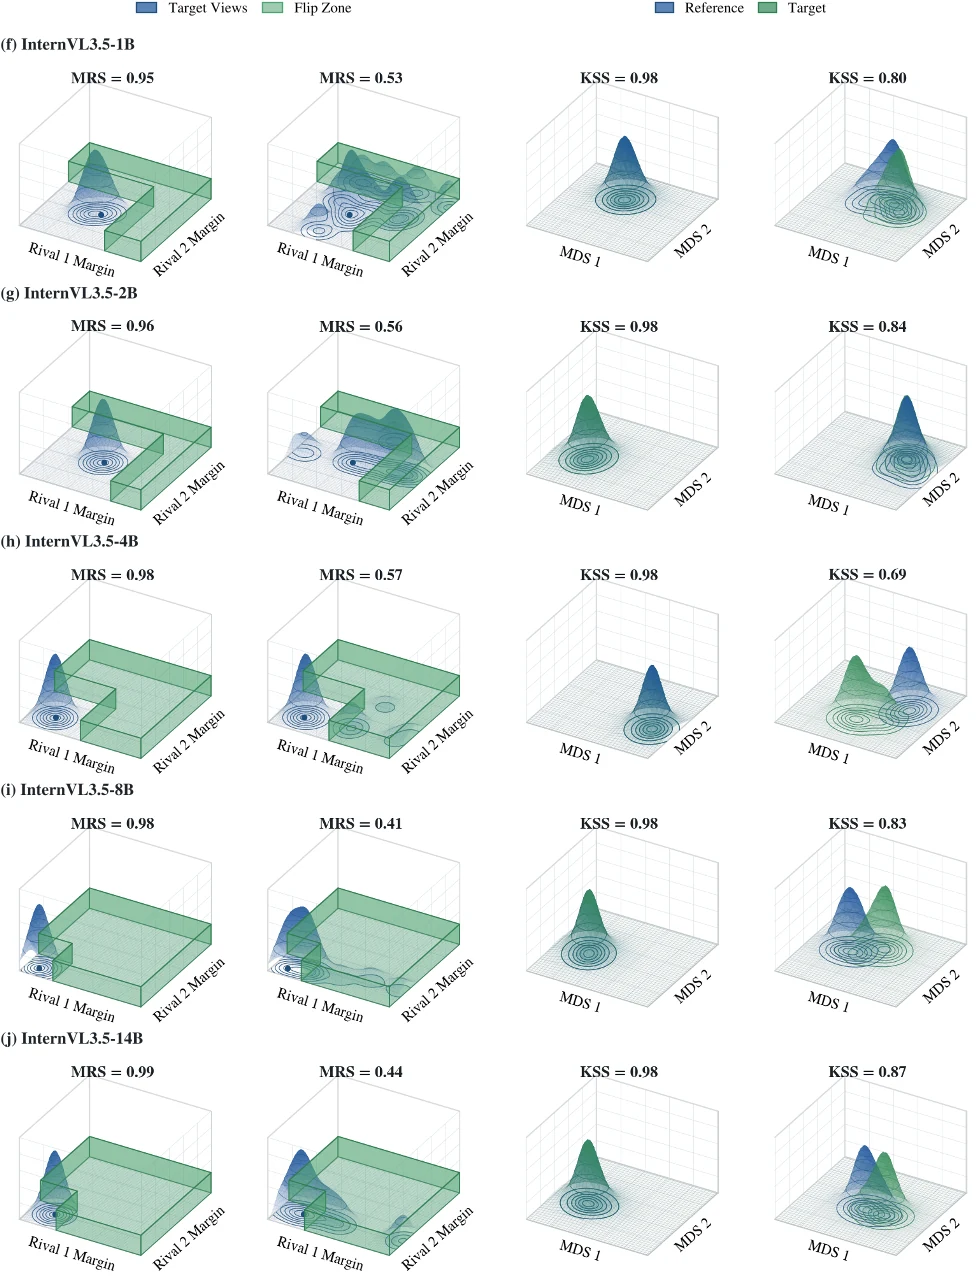 Target Views Flip Zone Reference Target
(f) InternVL3.5-1B
MRS = 0.95 MRS = 0.53 KSS = 0.98 KSS = 0.80
Rival 1 Margin Rival 2 Margin Rival 1 Margin Rival 2 Margin MDS 1 MDS 2 MDS 1 MDS 2
(g) InternVL3.5-2B
MRS = 0.96 MRS = 0.56 KSS = 0.98 KSS = 0.84
Rival 1 Margin Rival 2 Margin Rival 1 Margin Rival 2 Margin MDS 1 MDS 2 MDS 1 MDS 2
(h) InternVL3.5-4B
MRS = 0.98 MRS = 0.57 KSS = 0.98 KSS = 0.69
Rival 1 Margin Rival 2 Margin Rival 1 Margin Rival 2 Margin MDS 1 MDS 2 MDS 1 MDS 2
(i) InternVL3.5-8B
MRS = 0.98 MRS = 0.41 KSS = 0.98 KSS = 0.83
Rival 1 Margin Rival 2 Margin Rival 1 Margin Rival 2 Margin MDS 1 MDS 2 MDS 1 MDS 2
(j) InternVL3.5-14B
MRS = 0.99 MRS = 0.44 KSS = 0.98 KSS = 0.87
Rival 1 Margin Rival 2 Margin Rival 1 Margin Rival 2 Margin MDS 1 MDS 2 MDS 1 MDS 2